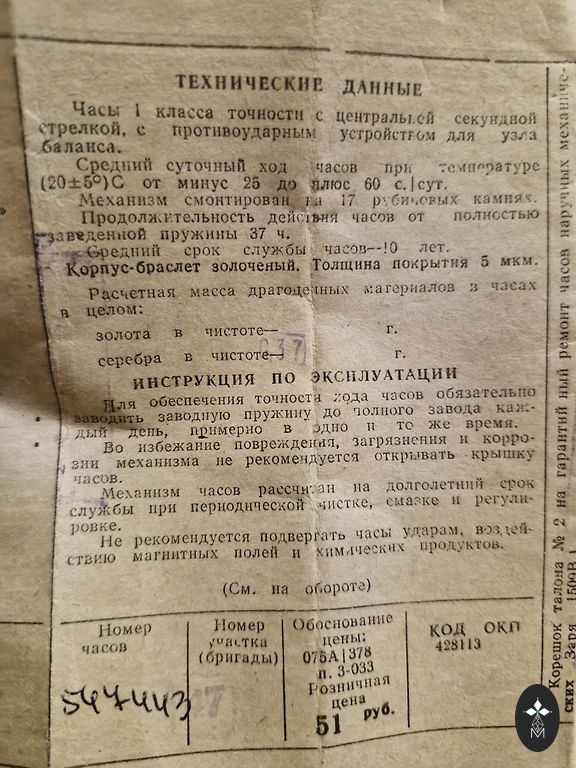 ТЕХНИЧЕСКИЕ ДАННЫЕ
Часы 1 класса точности с центральной секундной
стрелкой, с противоударным устройством для узла
баланса.
Средний суточный ход часов при температуре
(20±5°)С от минус 25 до плюс 60 с.|сут.
Механизм смонтирован на 17 рубиновых камнях.
Продолжительность действия часов от полностью
заведенной пружины 37 ч.
Средний срок службы часов—10 лет.
Корпус-браслет золоченый. Толщина покрытия 5 мкм.
Расчетная масса драгоценных материалов в часах
в целом:
золота в чистоте— г.
серебра в чистоте— г.
037
ИНСТРУКЦИЯ ПО ЭКСПЛУАТАЦИИ
Для обеспечения точности хода часов обязательно
заводить заводную пружину до полного завода каж-
дый день, примерно в одно и то же время.
Во избежание повреждения, загрязнения и корро-
зии механизма не рекомендуется открывать крышку
часов.
Механизм часов рассчитан на долголетний срок
службы при периодической чистке, смазке и регули-
ровке.
Не рекомендуется подвергать часы ударам, воздей-
ствию магнитных полей и химических продуктов.
(См. на обороте)
Номер
часов
547443
Номер
участка
(бригады)
47
Обоснование
цены:
075А|378
п. 3-033
Розничная
цена
51 руб.
КОД ОКП
428113
Корешок талона № 2 на гарантий ный ремонт часов наручных механиче-
ских Заря 1509В1